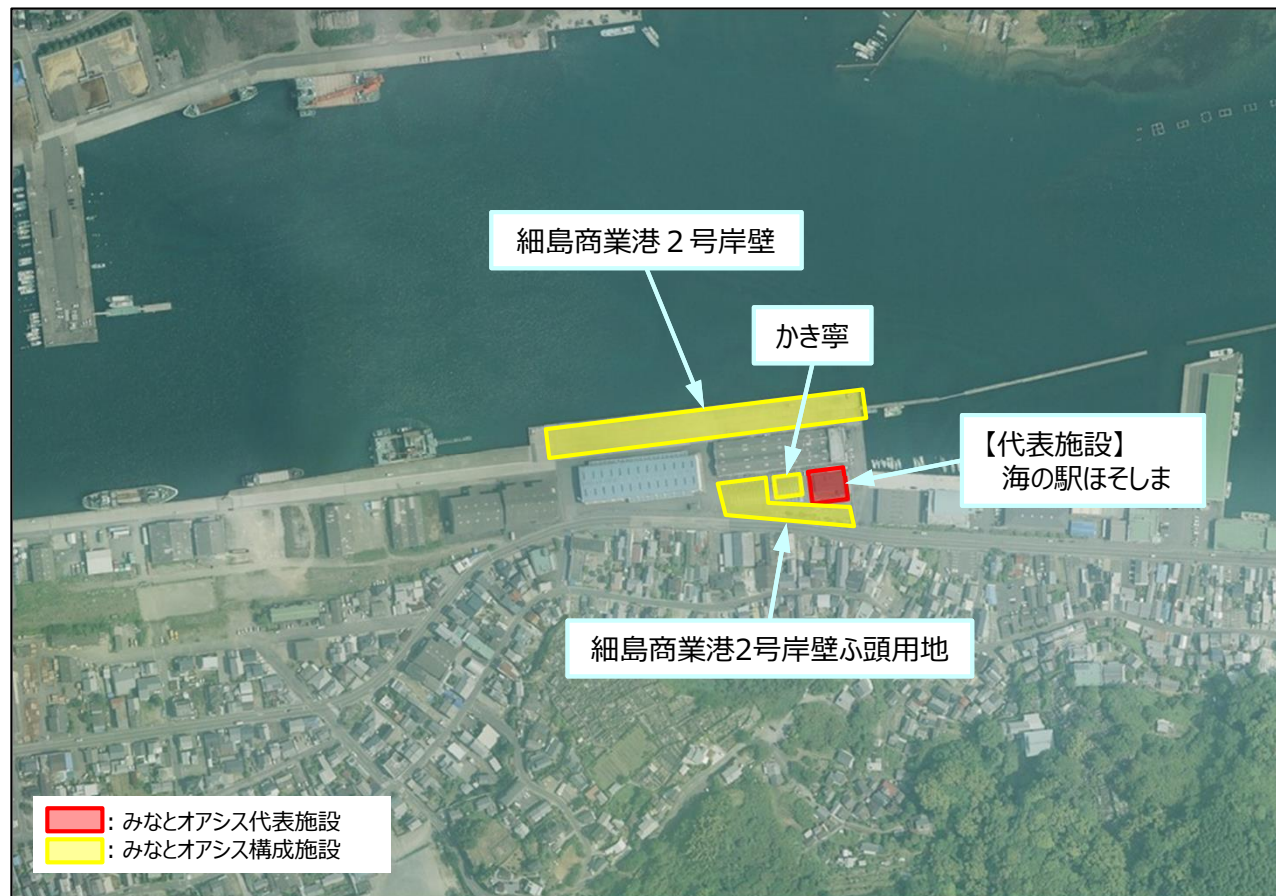 細島商業港２号岸壁
かき寧
【代表施設】
海の駅ほそしま
細島商業港2号岸壁ふ頭用地
：みなとオアシス代表施設
：みなとオアシス構成施設